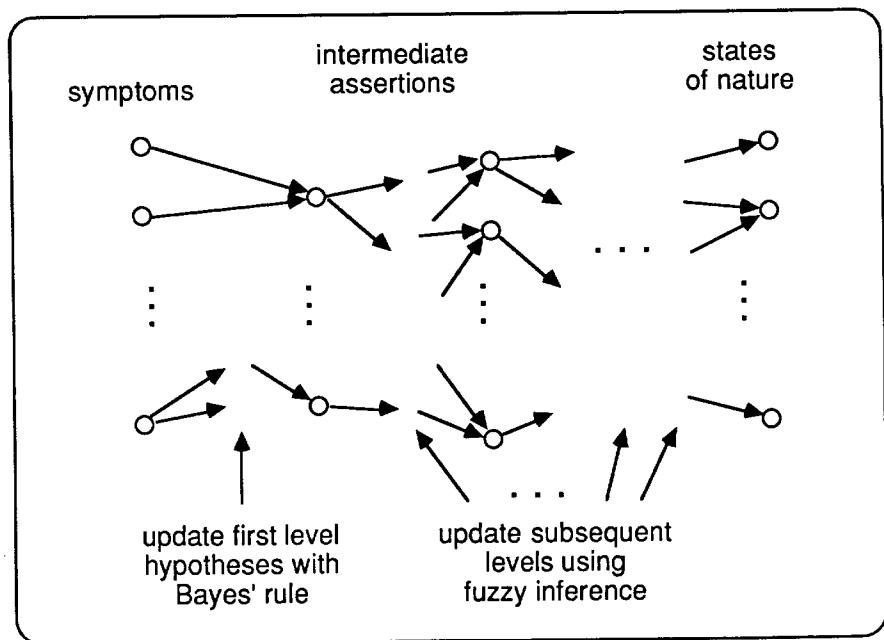 symptoms
intermediate
assertions
states
of nature
update first level
hypotheses with
Bayes' rule
update subsequent
levels using
fuzzy inference